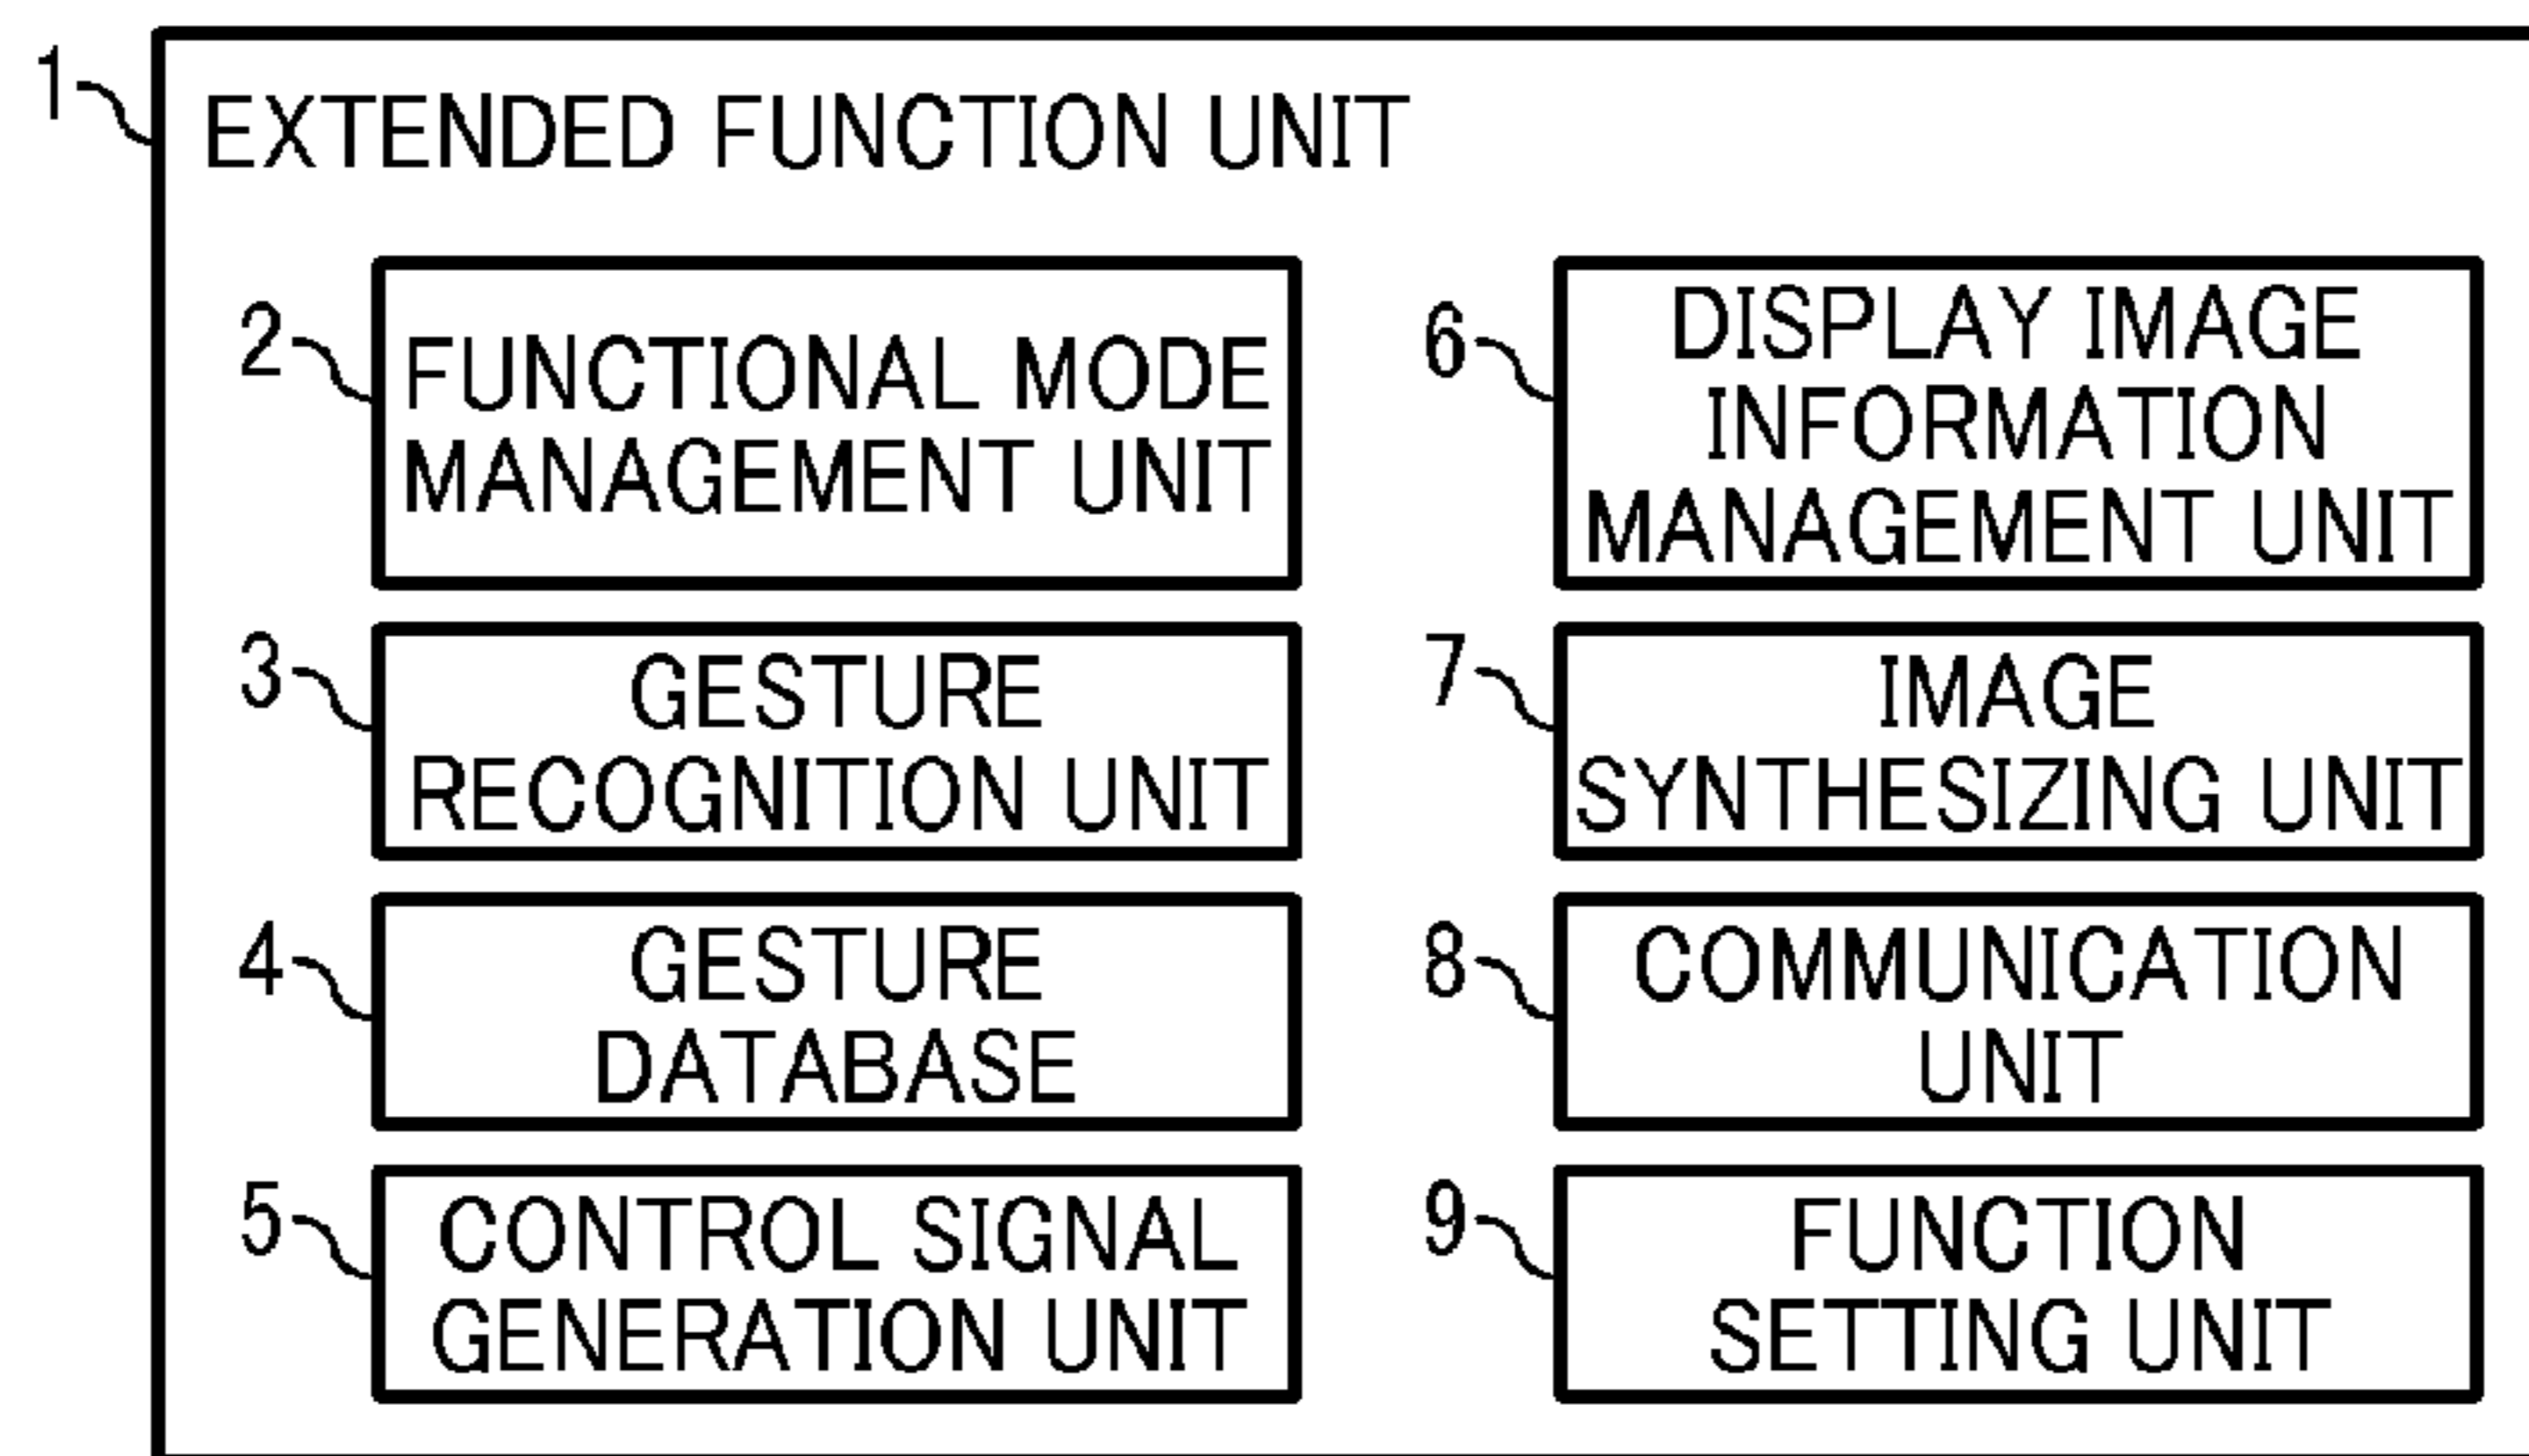 1
EXTENDED FUNCTION UNIT
2
FUNCTIONAL MODE
MANAGEMENT UNIT
3
GESTURE
RECOGNITION UNIT
4
GESTURE
DATABASE
5
CONTROL SIGNAL
GENERATION UNIT
6
DISPLAY IMAGE
INFORMATION
MANAGEMENT UNIT
7
IMAGE
SYNTHESIZING UNIT
8
COMMUNICATION
UNIT
9
FUNCTION
SETTING UNIT